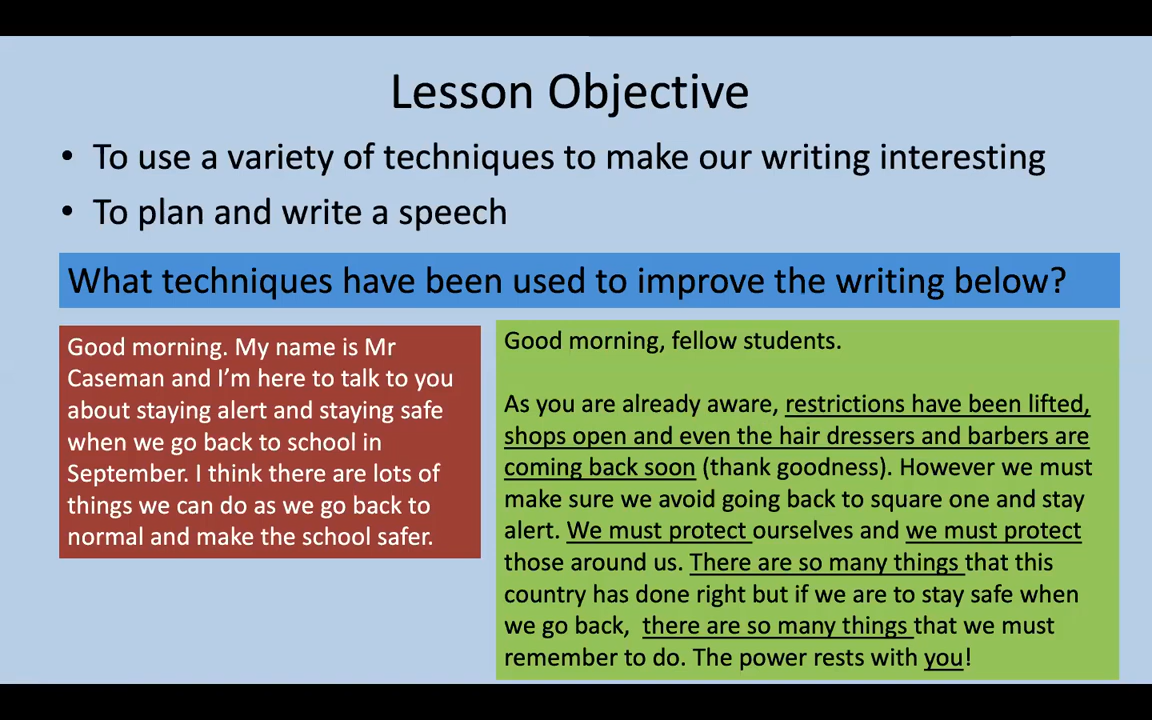 Lesson Objective
• To use a variety of techniques to make our writing interesting
• To plan and write a speech
What techniques have been used to improve the writing below?
Good morning. My name is Mr
Caseman and I’m here to talk to you
about staying alert and staying safe
when we go back to school in
September. I think there are lots of
things we can do as we go back to
normal and make the school safer.
Good morning, fellow students.
As you are already aware, restrictions have been lifted,
shops open and even the hair dressers and barbers are
coming back soon (thank goodness). However we must
make sure we avoid going back to square one and stay
alert. We must protect ourselves and we must protect
those around us. There are so many things that this
country has done right but if we are to stay safe when
we go back, there are so many things that we must
remember to do. The power rests with you!